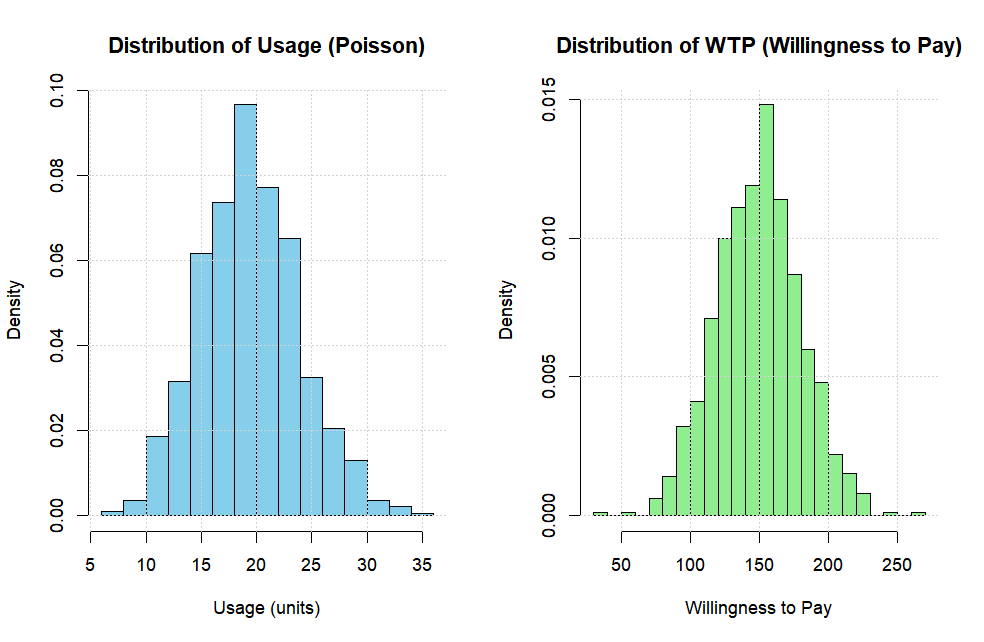 Distribution of Usage (Poisson)
Density
0.00 0.02 0.04 0.06 0.08 0.10
5 10 15 20 25 30 35
Usage (units)
Distribution of WTP (Willingness to Pay)
Density
0.000 0.005 0.010 0.015
50 100 150 200 250
Willingness to Pay